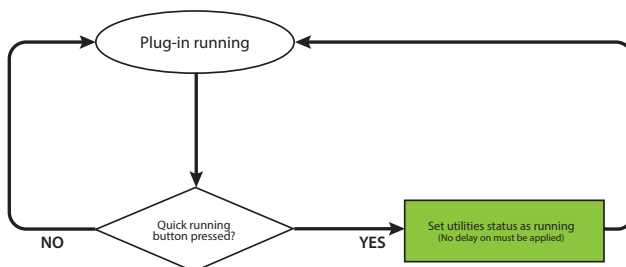 Plug-in running
Quick running
button pressed?
NO
YES
Set utilities status as running
(No delay on must be applied)